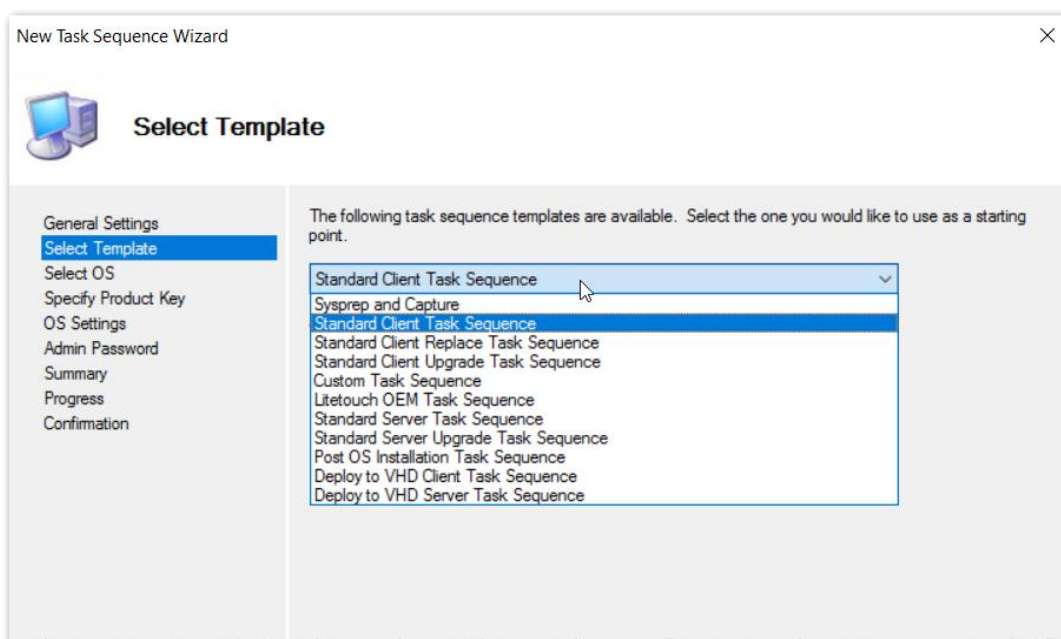 New Task Sequence Wizard
Select Template
General Settings
Select Template
Select OS
Specify Product Key
OS Settings
Admin Password
Summary
Progress
Confirmation
The following task sequence templates are available.  Select the one you would like to use as a starting
point.
Standard Client Task Sequence
Sysprep and Capture
Standard Client Task Sequence
Standard Client Replace Task Sequence
Standard Client Upgrade Task Sequence
Custom Task Sequence
Litetouch OEM Task Sequence
Standard Server Task Sequence
Standard Server Upgrade Task Sequence
Post OS Installation Task Sequence
Deploy to VHD Client Task Sequence
Deploy to VHD Server Task Sequence